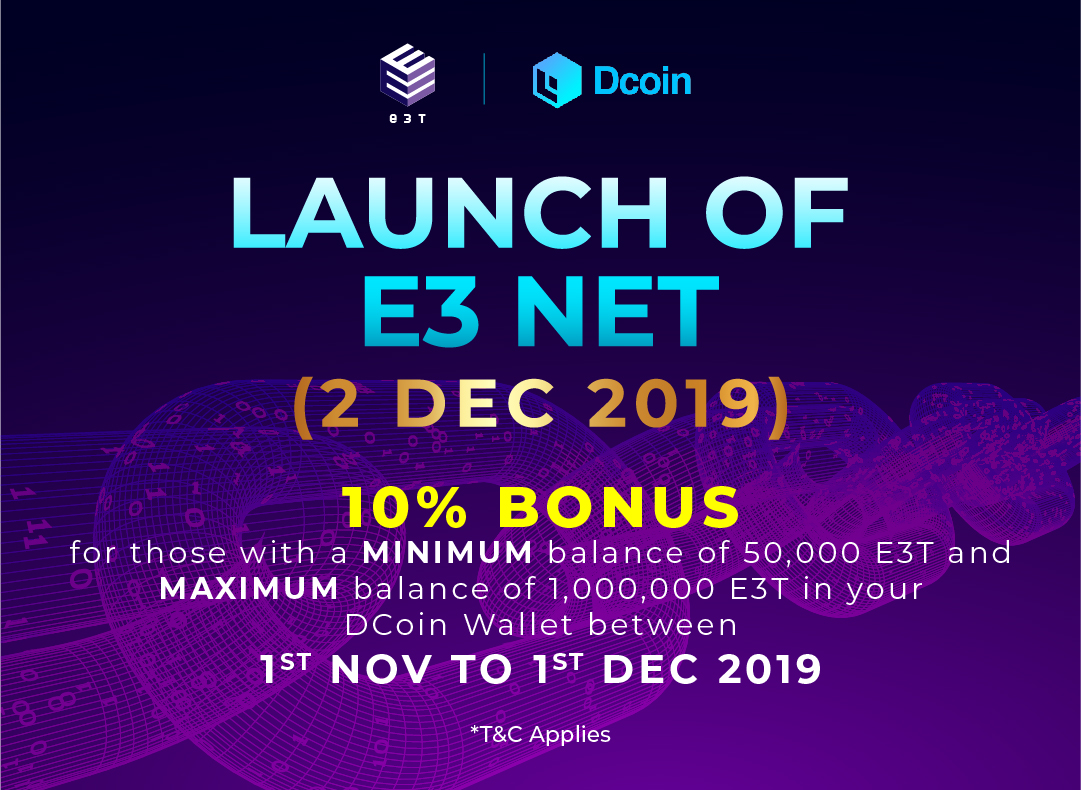 e3T
Dcoin
LAUNCH OF
E3 NET
(2 DEC 2019)
10% BONUS
for those with a MINIMUM balance of 50,000 E3T and
MAXIMUM balance of 1,000,000 E3T in your
DCoin Wallet between
1ST NOV TO 1ST DEC 2019
*T&C Applies